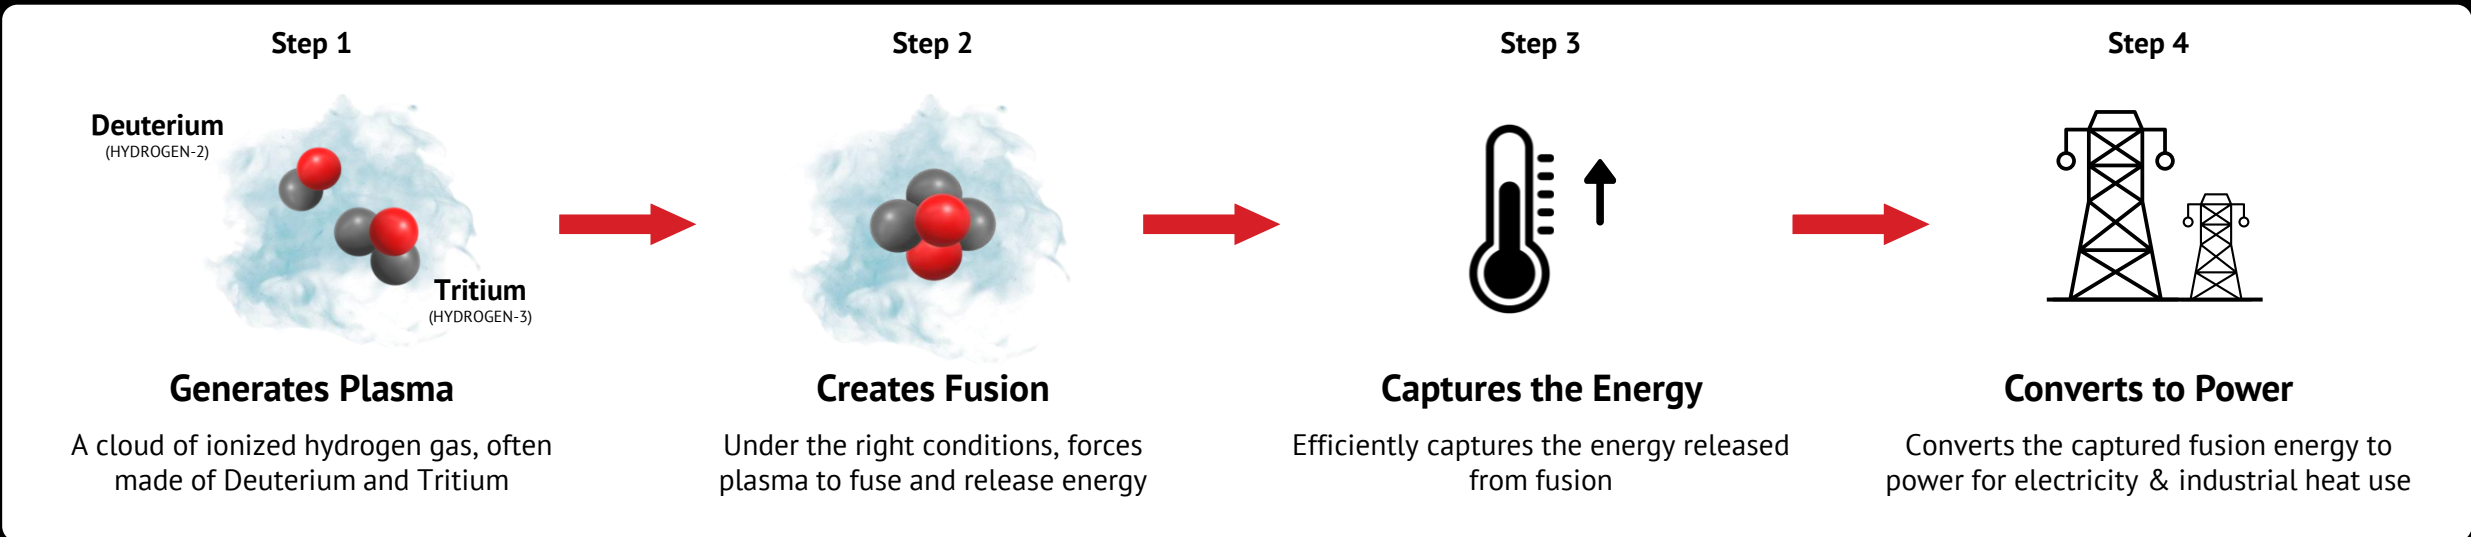 Step 1
Deuterium
(HYDROGEN-2)
Tritium
(HYDROGEN-3)
Generates Plasma
A cloud of ionized hydrogen gas, often
made of Deuterium and Tritium
Step 2
Creates Fusion
Under the right conditions, forces
plasma to fuse and release energy
Step 3
Captures the Energy
Efficiently captures the energy released
from fusion
Step 4
Converts to Power
Converts the captured fusion energy to
power for electricity & industrial heat use